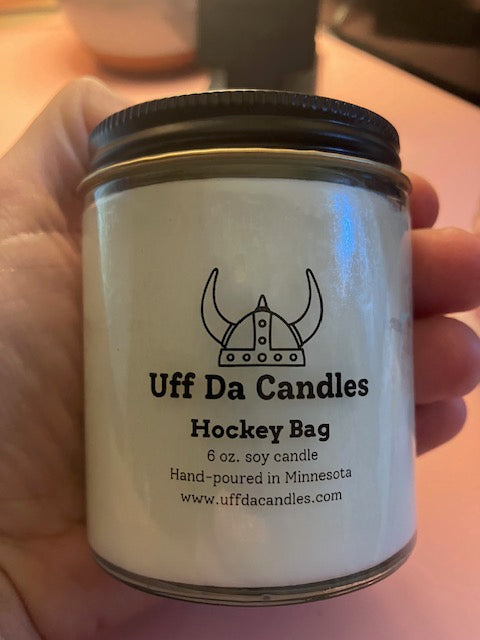 Uff Da Candles
Hockey Bag
6 oz. soy candle
Hand-poured in Minnesota
www.uffdacandles.com